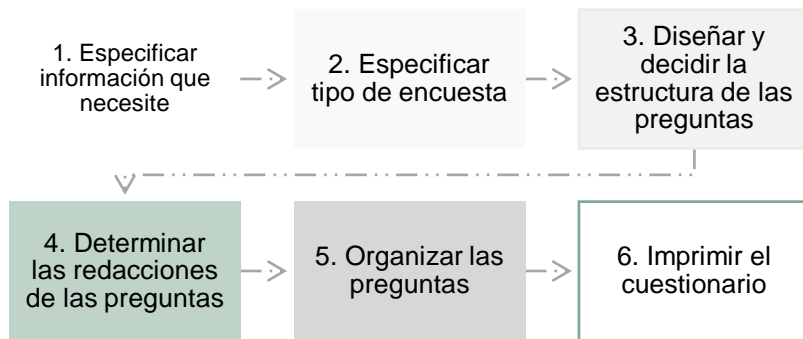 1. Especificar
información que
necesite
2. Especificar
tipo de encuesta
3. Diseñar y
decidir la
estructura de las
preguntas
4. Determinar
las redacciones
de las preguntas
5. Organizar las
preguntas
6. Imprimir el
cuestionario